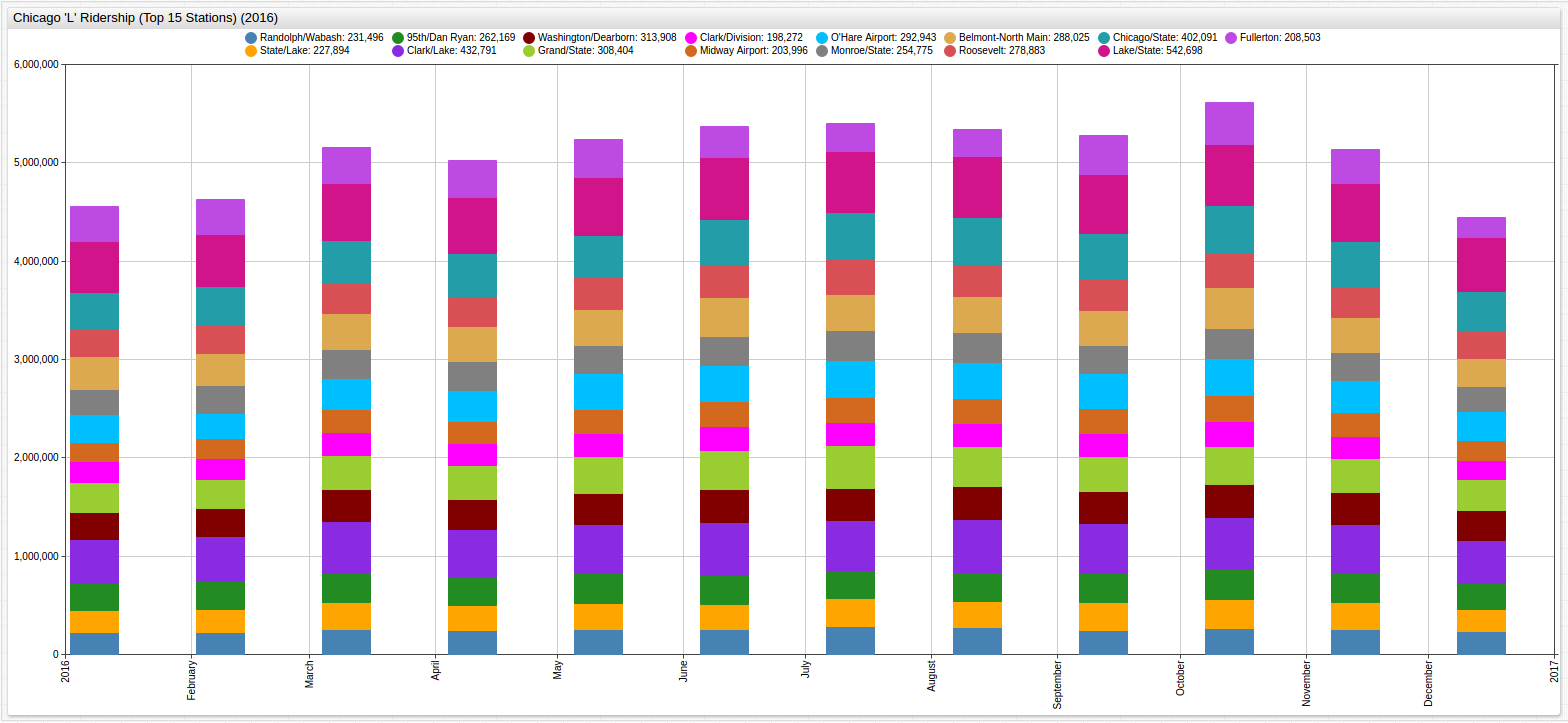 Chicago 'L' Ridership (Top 15 Stations) (2016)
Randolph/Wabash: 231,496 95th/Dan Ryan: 262,169 Washington/Dearborn: 313,908 Clark/Division: 198,272 O'Hare Airport: 292,943 Belmont-North Main: 288,025 Chicago/State: 402,091 Fullerton: 208,503
State/Lake: 227,894 Clark/Lake: 432,791 Grand/State: 308,404 Midway Airport: 203,996 Monroe/State: 254,775 Roosevelt: 278,883 Lake/State: 542,698
6,000,000
5,000,000
4,000,000
3,000,000
2,000,000
1,000,000
0
2016 February March April May June July August September October November December 2017